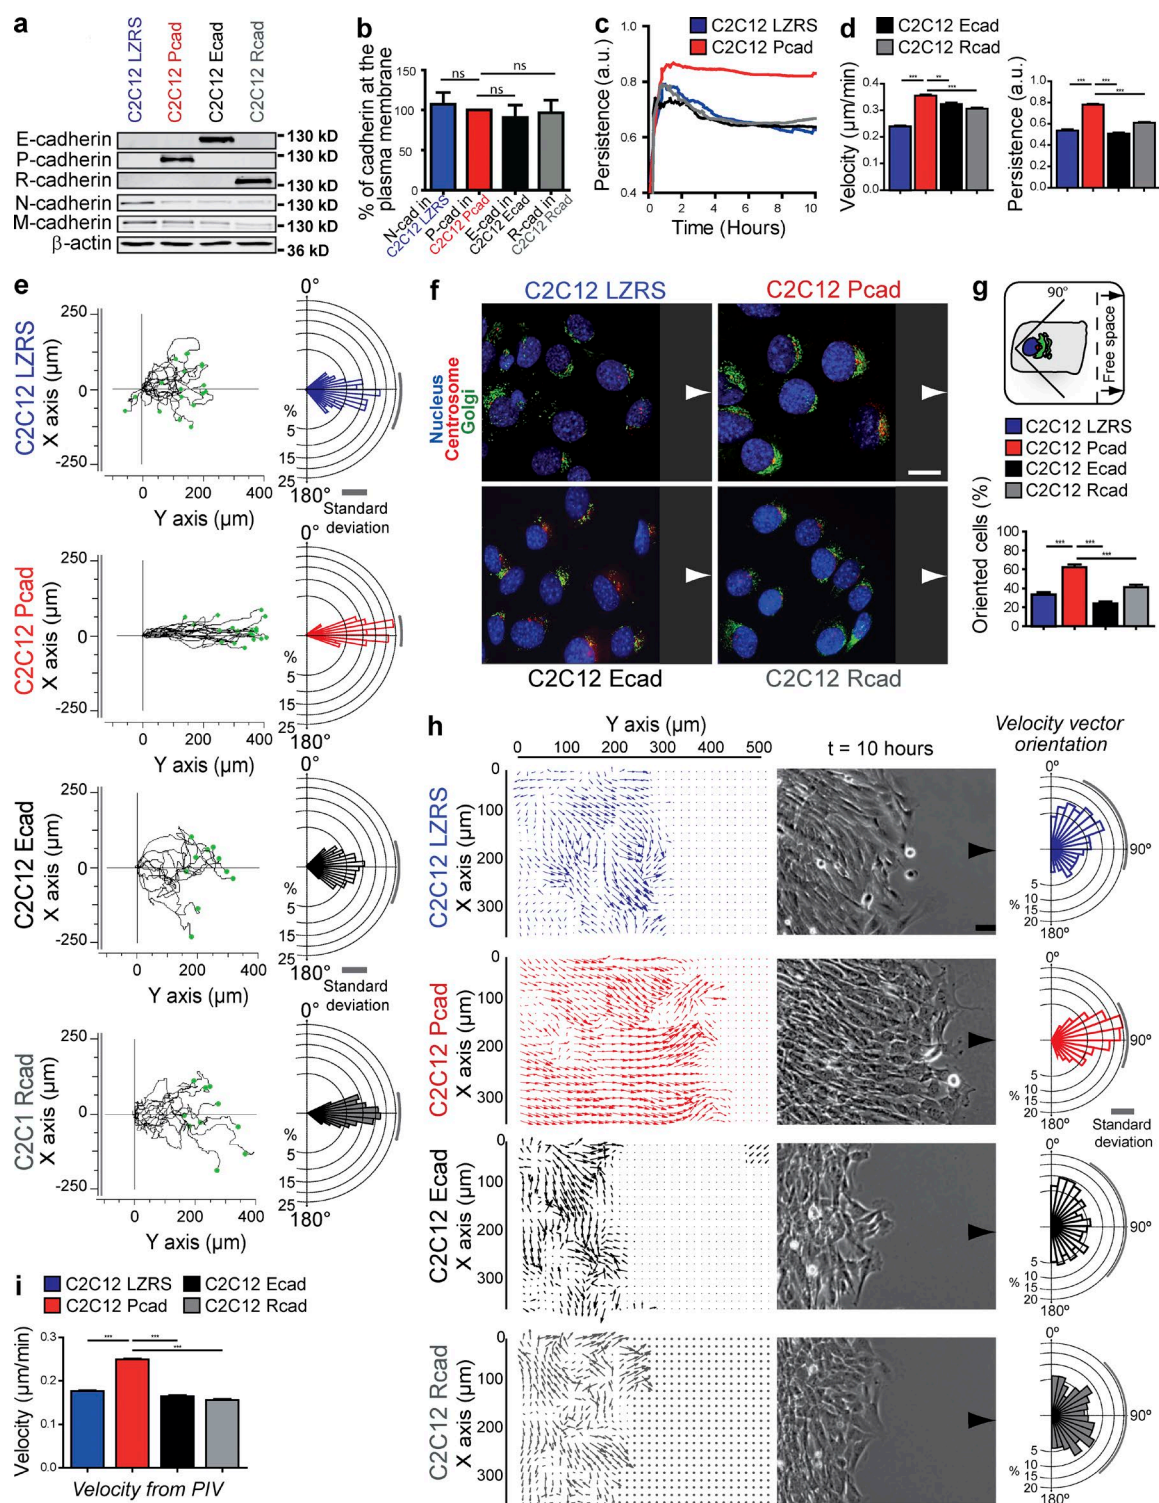 a
C2C12 LZRS
C2C12 Pcad
C2C12 Ecad
C2C12 Rcad
E-cadherin
130 kD
P-cadherin
130 kD
R-cadherin
130 kD
N-cadherin
130 kD
M-cadherin
130 kD
β-actin
36 kD
b
% of cadherin at the
plasma membrane
150
100
50
0
ns
ns
ns
N-cad in
C2C12 LZRS
P-cad in
C2C12 Pcad
E-cad in
C2C12 Ecad
R-cad in
C2C12 Rcad
c
C2C12 LZRS
C2C12 Pcad
Persistence (a.u.)
1.0
0.8
0.6
0.4
0 2 4 6 8 10
Time (Hours)
d
C2C12 Ecad
C2C12 Rcad
Velocity (µm/min)
0.4
0.3
0.2
0.1
0.0
*** **
***
Persistence (a.u.)
1.0
0.8
0.6
0.4
0.2
0.0
*** ***
***
e
C2C12 LZRS
X axis (µm)
250
0
-250
0 200 400
Y axis (µm)
0°
%
5
15
25
180°
Standard
deviation
C2C12 Pcad
X axis (µm)
250
0
-250
0 200 400
Y axis (µm)
0°
%
5
15
25
180°
C2C12 Ecad
X axis (µm)
250
0
-250
0 200 400
Y axis (µm)
0°
%
5
15
25
180°
Standard
deviation
C2C1 Rcad
X axis (µm)
250
0
-250
0 200 400
Y axis (µm)
0°
%
5
15
25
180°
f
C2C12 LZRS
C2C12 Pcad
Nucleus
Centrosome
Golgi
C2C12 Ecad
C2C12 Rcad
g
90°
Free space
C2C12 LZRS
C2C12 Pcad
C2C12 Ecad
C2C12 Rcad
Oriented cells (%)
100
80
60
40
20
0
*** ***
***
h
Y axis (µm)
0 100 200 300 400 500
t = 10 hours
Velocity vector
orientation
C2C12 LZRS
X axis (µm)
0
100
200
300
0°
90°
5
% 10
15
20
180°
C2C12 Pcad
X axis (µm)
0
100
200
300
0°
90°
5
% 10
15
20
180°
Standard
deviation
C2C12 Ecad
X axis (µm)
0
100
200
300
0°
90°
5
% 10
15
20
180°
C2C12 Rcad
X axis (µm)
0
100
200
300
0°
90°
5
% 10
15
20
180°
i
C2C12 LZRS
C2C12 Ecad
C2C12 Pcad
C2C12 Rcad
Velocity (µm/min)
0.3
0.2
0.1
0.0
*** ***
***
Velocity from PIV